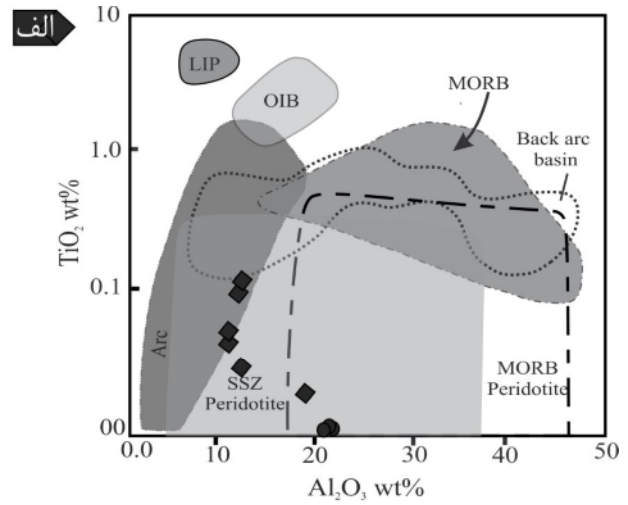 الف
10
LIP
OIB
MORB
Back arc
basin
1.0
TiO₂ wt%
0.1
Arc
SSZ
Peridotite
MORB
Peridotite
00
0.0
10
20
30
40
50
Al₂O₃ wt%